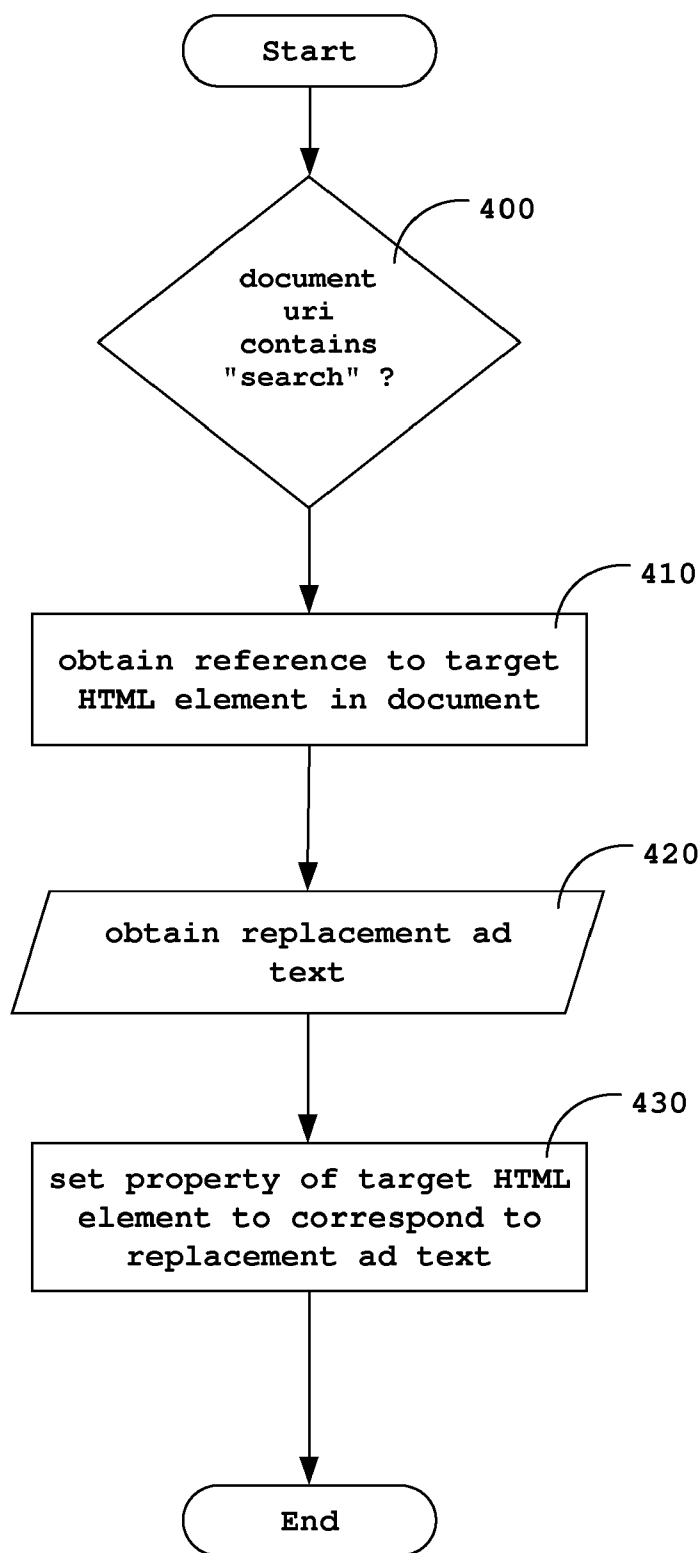 Start
400
document
uri
contains
"search" ?
410
obtain reference to target
HTML element in document
420
obtain replacement ad
text
430
set property of target HTML
element to correspond to
replacement ad text
End